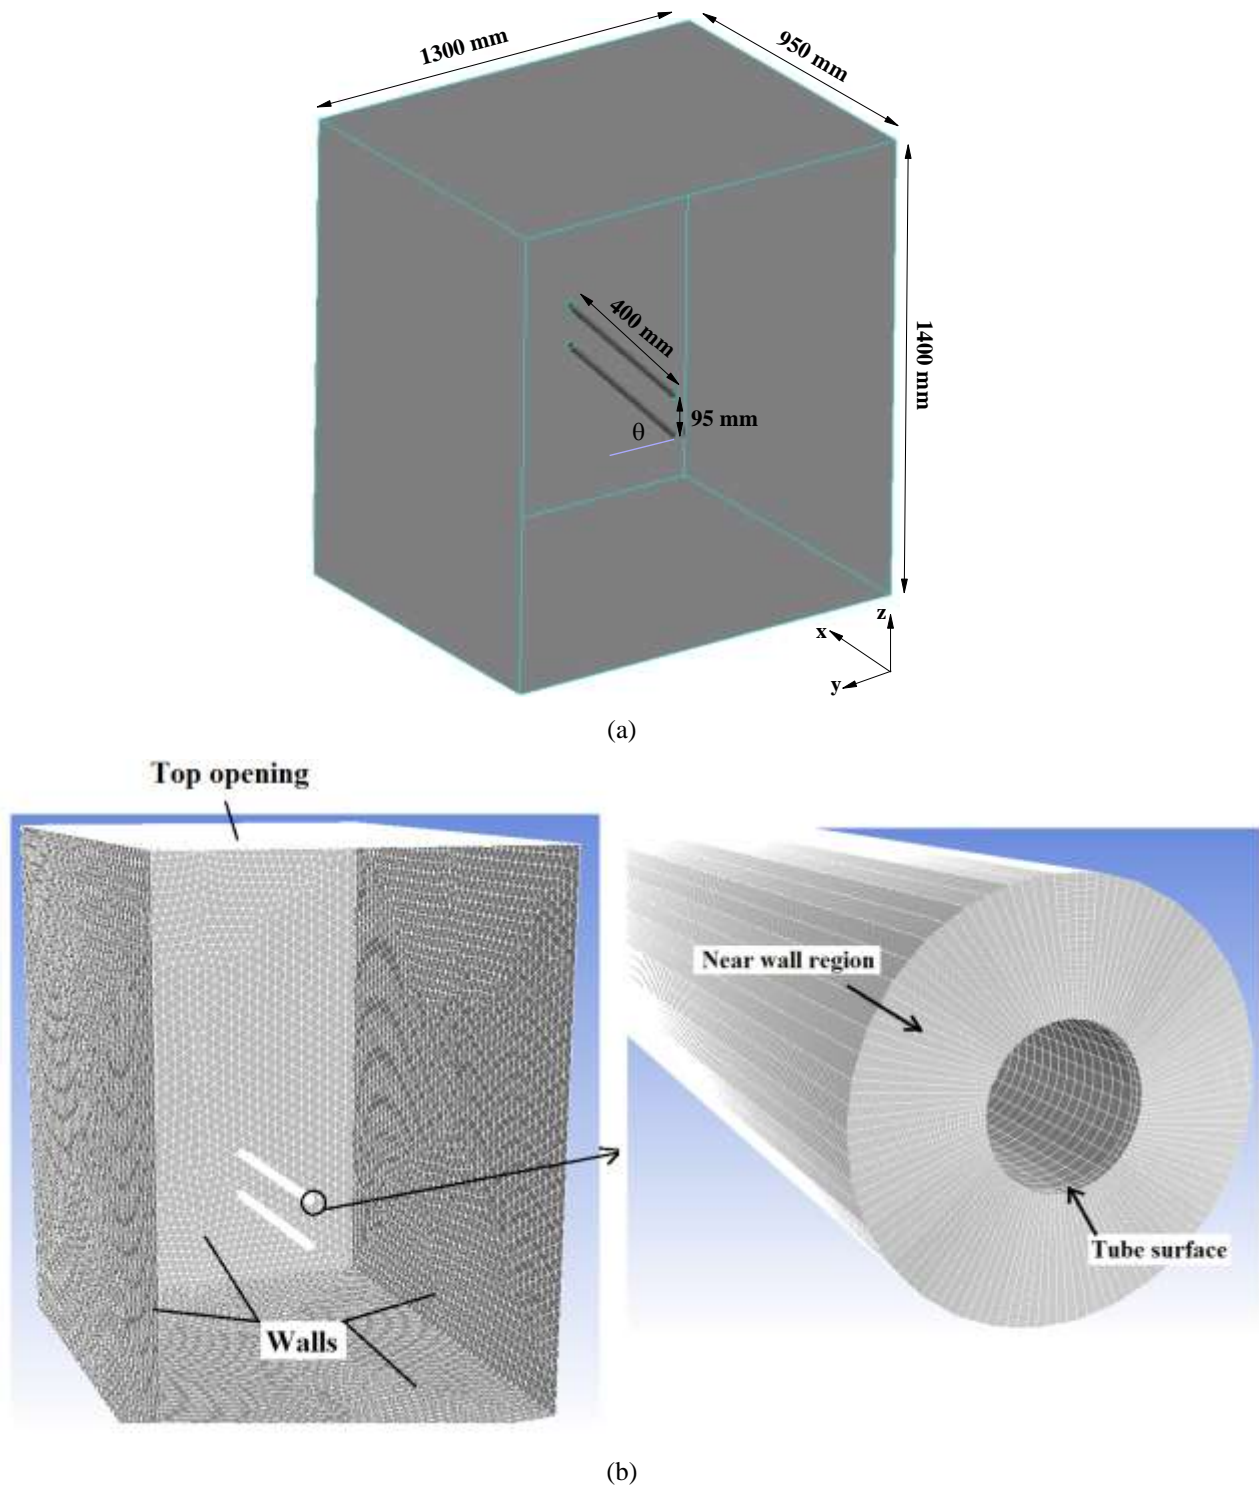 1300 mm
950 mm
400 mm
1400 mm
95 mm
θ
z
x
y
(a)
Top opening
Near wall region
Tube surface
Walls
(b)